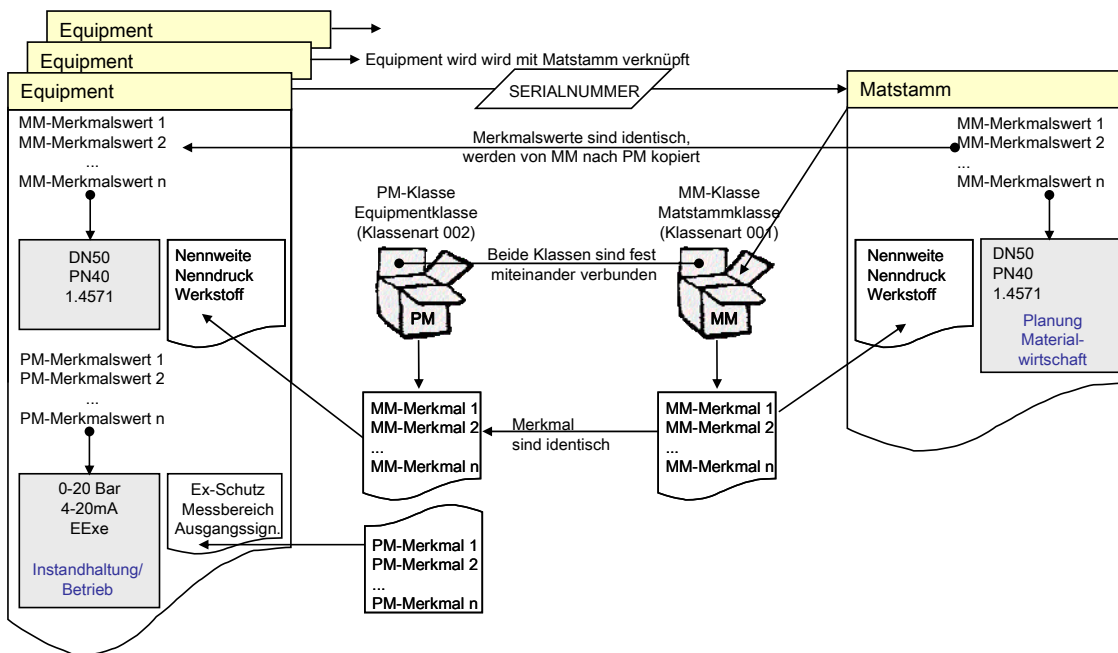 Equipment
Equipment
Equipment wird wird mit Matstamm verknüpft
Equipment
SERIALNUMMER
Matstamm
MM-Merkmalswert 1
MM-Merkmalswert 2
...
MM-Merkmalswert n
Merkmalswerte sind identisch,
werden von MM nach PM kopiert
MM-Merkmalswert 1
MM-Merkmalswert 2
...
MM-Merkmalswert n
PM-Klasse
Equipmentklasse
(Klassenart 002)
MM-Klasse
Matstammklasse
(Klassenart 001)
DN50
PN40
1.4571
Nennweite
Nenndruck
Werkstoff
Beide Klassen sind fest
miteinander verbunden
PM
MM
Nennweite
Nenndruck
Werkstoff
DN50
PN40
1.4571
Planung
Material-
wirtschaft
PM-Merkmalswert 1
PM-Merkmalswert 2
...
PM-Merkmalswert n
MM-Merkmal 1
MM-Merkmal 2
...
MM-Merkmal n
Merkmal
sind identisch
MM-Merkmal 1
MM-Merkmal 2
...
MM-Merkmal n
0-20 Bar
4-20mA
EExe
Instandhaltung/
Betrieb
Ex-Schutz
Messbereich
Ausgangssign.
PM-Merkmal 1
PM-Merkmal 2
...
PM-Merkmal n